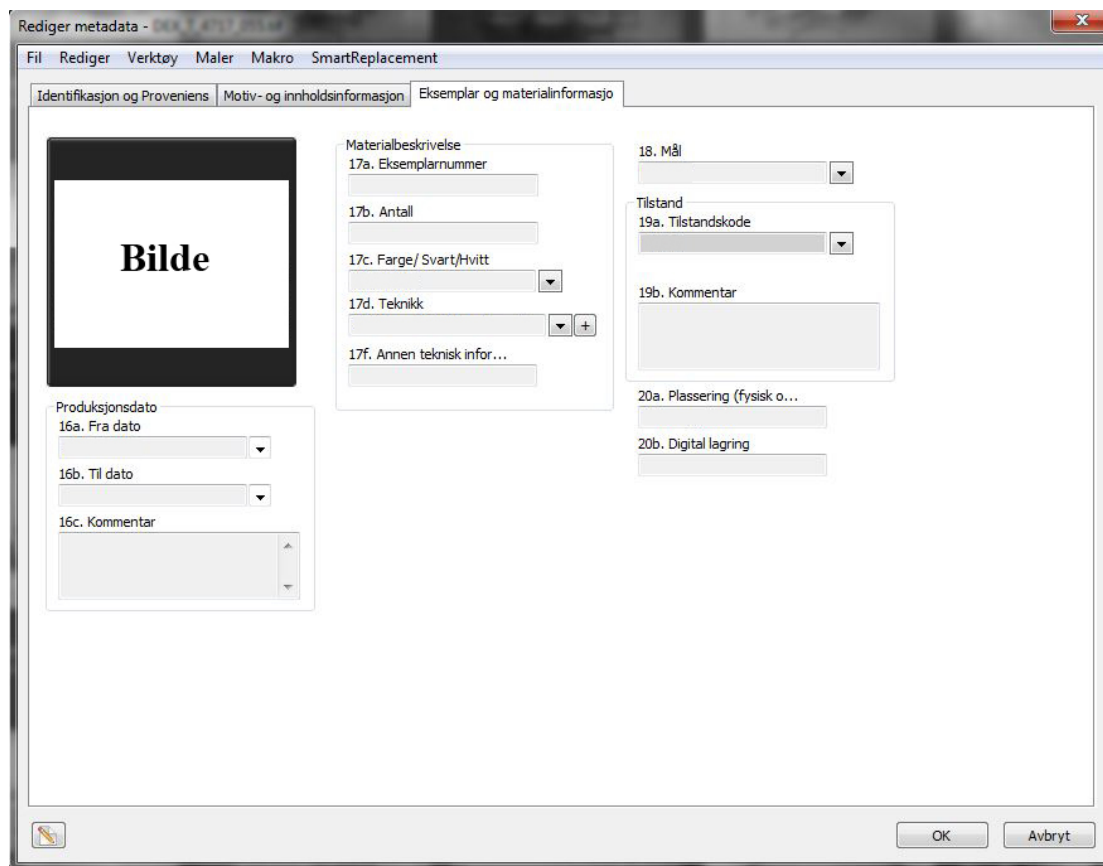 Rediger metadata -
Fil Rediger Verktøy Maler Makro SmartReplacement
Identifikasjon og Proveniens Motiv- og innholdsinformasjon Eksemplar og materialinformasjo
Bilde
Produksjonsdato
16a. Fra dato
16b. Til dato
16c. Kommentar
Materialbeskrivelse
17a. Eksemplarnummer
17b. Antall
17c. Farge/ Svart/Hvitt
17d. Teknikk
17f. Annen teknisk infor...
18. Mål
Tilstand
19a. Tilstandskode
19b. Kommentar
20a. Plassering (fysisk o...
20b. Digital lagring
OK Avbryt